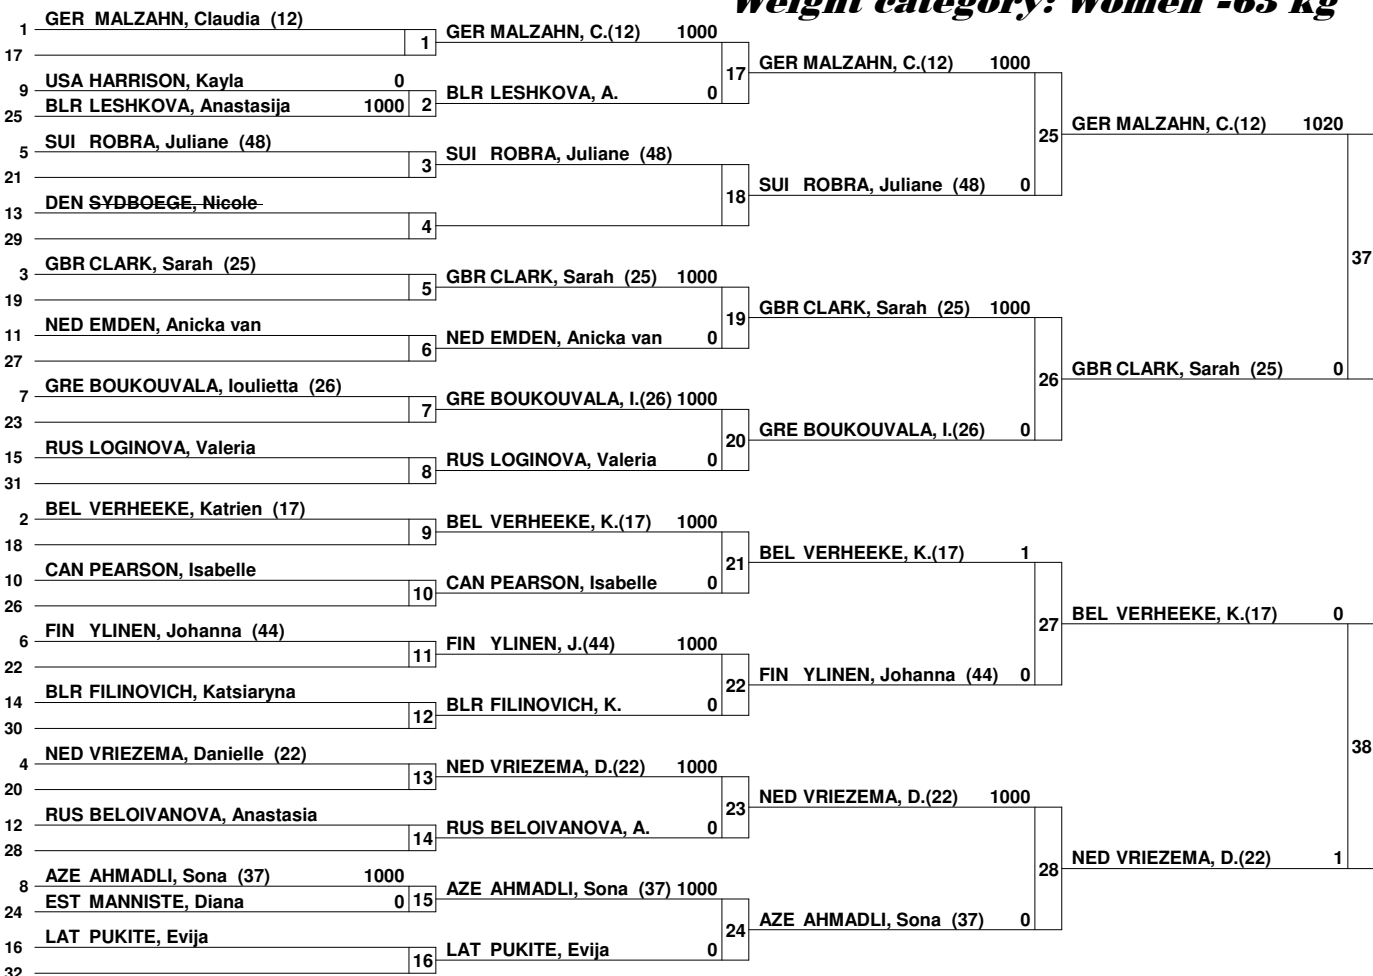 Weight category: Women -63 kg
1 GER MALZAHN, Claudia (12)
17
1
9 USA HARRISON, Kayla 0
25 BLR LESHKOVA, Anastasija 1000
2
5 SUI ROBRA, Juliane (48)
21
3
13 DEN SYDBOEGE, Nicole
29
4
3 GBR CLARK, Sarah (25)
19
5
11 NED EMDEN, Anicka van
27
6
7 GRE BOUKOUVALA, Ioulietta (26)
23
7
15 RUS LOGINOVA, Valeria
31
8
2 BEL VERHEEKE, Katrien (17)
18
9
10 CAN PEARSON, Isabelle
26
10
6 FIN YLINEN, Johanna (44)
22
11
14 BLR FILINOVICH, Katsiaryna
30
12
4 NED VRIEZEMA, Danielle (22)
20
13
12 RUS BELOIVANOVA, Anastasia
28
14
8 AZE AHMADLI, Sona (37) 1000
24 EST MANNISTE, Diana 0
15
16 LAT PUKITE, Evija
32
16
GER MALZAHN, C.(12) 1000
17
BLR LESHKOVA, A. 0
SUI ROBRA, Juliane (48)
18
GBR CLARK, Sarah (25) 1000
19
NED EMDEN, Anicka van 0
GRE BOUKOUVALA, I.(26) 1000
20
RUS LOGINOVA, Valeria 0
BEL VERHEEKE, K.(17) 1000
21
CAN PEARSON, Isabelle 0
FIN YLINEN, J.(44) 1000
22
BLR FILINOVICH, K. 0
NED VRIEZEMA, D.(22) 1000
23
RUS BELOIVANOVA, A. 0
AZE AHMADLI, Sona (37) 1000
24
LAT PUKITE, Evija 0
GER MALZAHN, C.(12) 1000
25
SUI ROBRA, Juliane (48) 0
GBR CLARK, Sarah (25) 1000
26
GRE BOUKOUVALA, I.(26) 0
BEL VERHEEKE, K.(17) 1
27
FIN YLINEN, Johanna (44) 0
NED VRIEZEMA, D.(22) 1000
28
AZE AHMADLI, Sona (37) 0
GER MALZAHN, C.(12) 1020
37
GBR CLARK, Sarah (25) 0
BEL VERHEEKE, K.(17) 0
38
NED VRIEZEMA, D.(22) 1